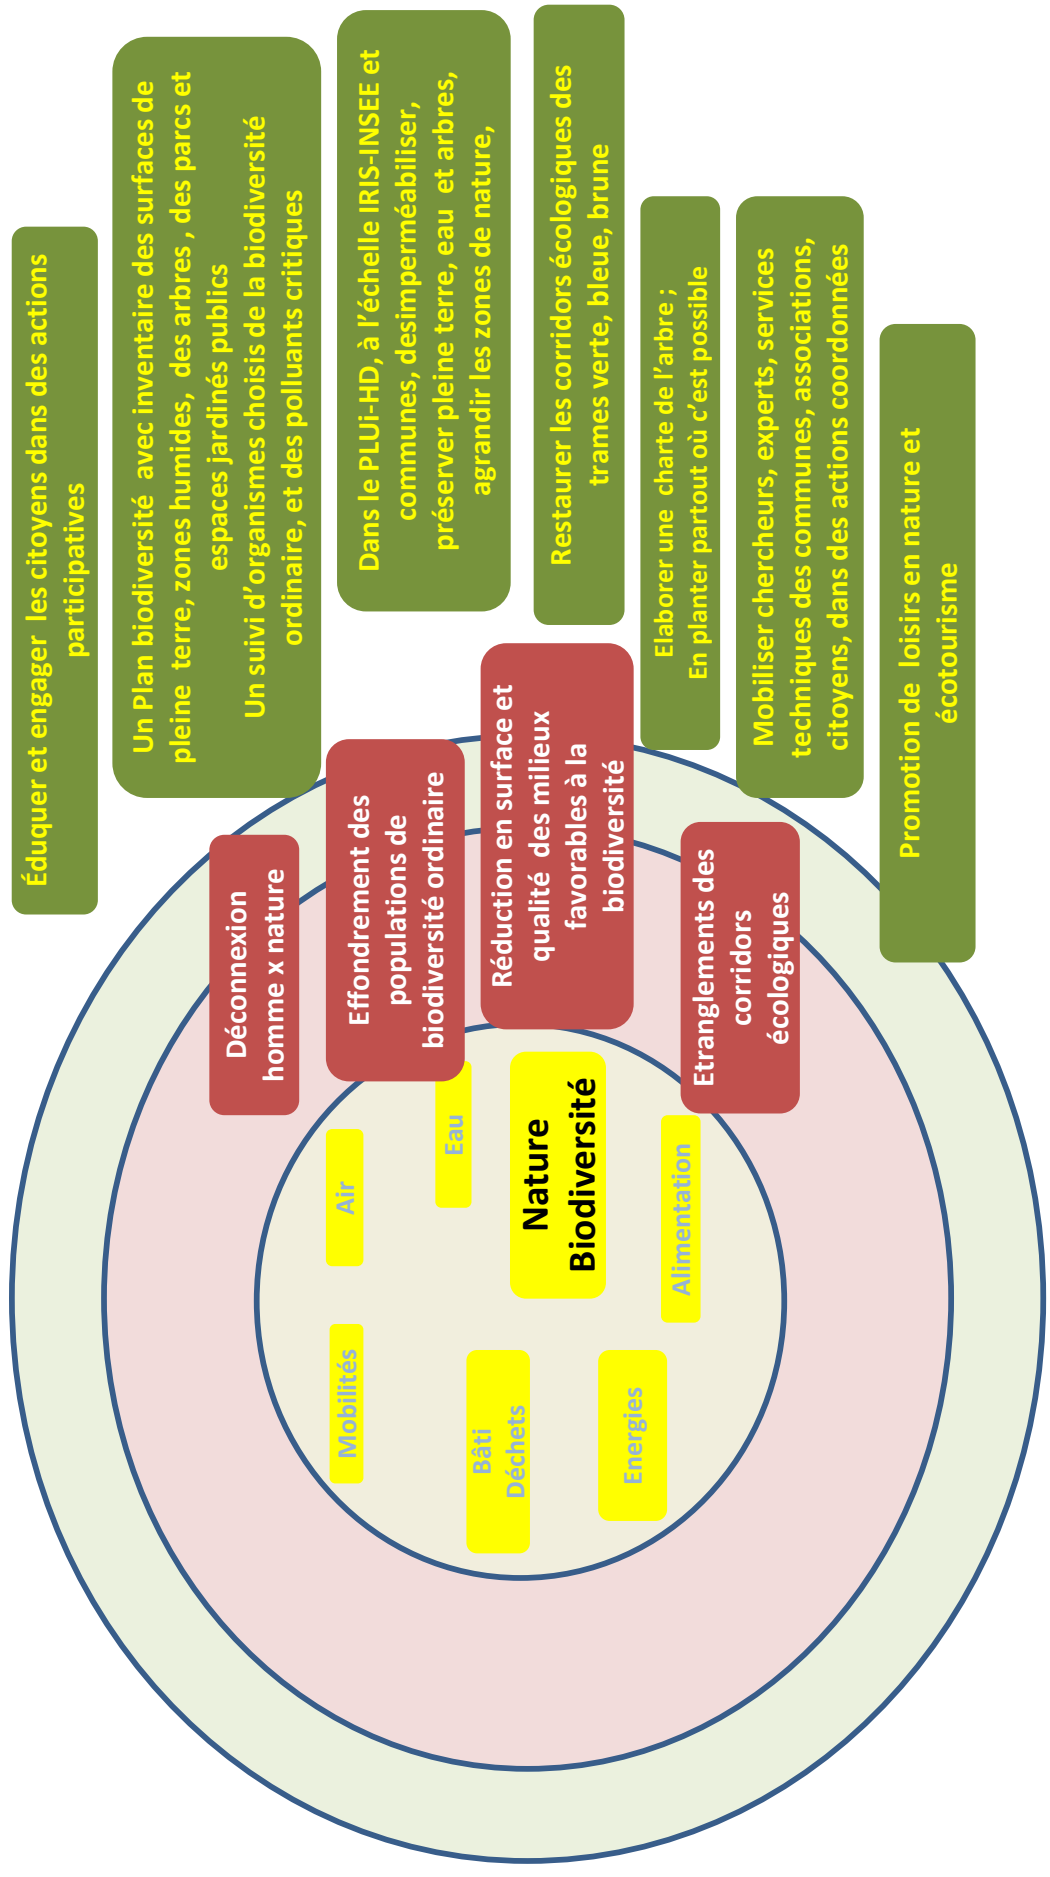 Éduquer et engager les citoyens dans des actions
participatives
Un Plan biodiversité avec inventaire des surfaces de
pleine terre, zones humides, des arbres , des parcs et
espaces jardinés publics
Un suivi d’organismes choisis de la biodiversité
ordinaire, et des polluants critiques
Dans le PLUi-HD, à l’échelle IRIS-INSEE et
communes, desimperméabiliser,
préserver pleine terre, eau et arbres,
agrandir les zones de nature,
Restaurer les corridors écologiques des
trames verte, bleue, brune
Elaborer une charte de l’arbre ;
En planter partout où c’est possible
Mobiliser chercheurs, experts, services
techniques des communes, associations,
citoyens, dans des actions coordonnées
Promotion de loisirs en nature et
écotourisme
Déconnexion
homme x nature
Effondrement des
populations de
biodiversité ordinaire
Réduction en surface et
qualité des milieux
favorables à la
biodiversité
Etranglements des
corridors
écologiques
Mobilités
Air
Eau
Bâti
Déchets
Nature
Biodiversité
Energies
Alimentation